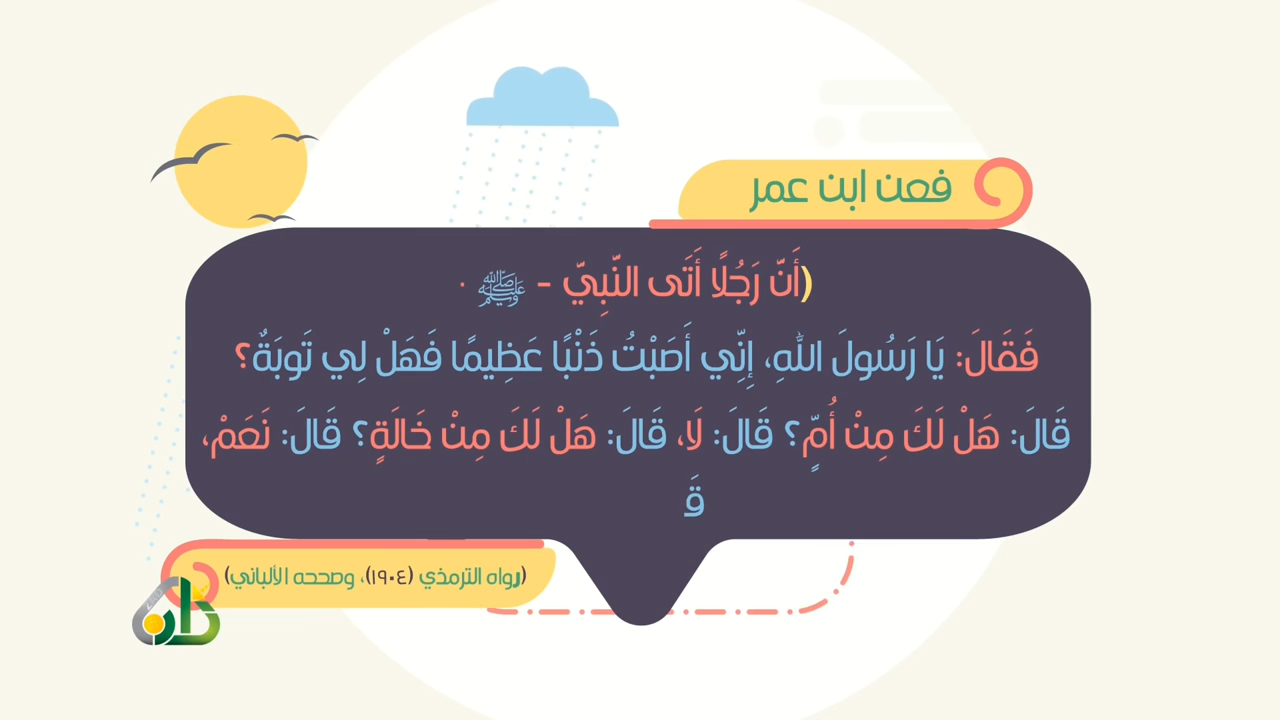 فعن ابن عمر
(أَنّ رَجُلًا أَتَى النّبِيّ - ﷺ
فَقَالَ: يَا رَسُولَ اللهِ، إِنِّي أَصَبْتُ ذَنْبًا عَظِيمًا فَهَلْ لِي تَوبَةٌ؟
قَالَ: هَلْ لَكَ مِنْ أُمٍّ؟ قَالَ: لَا، قَالَ: هَلْ لَكَ مِنْ خَالَةٍ؟ قَالَ: نَعَمْ،
قَ
(رواه الترمذي (١٩٠٤)، وصححه الألباني)